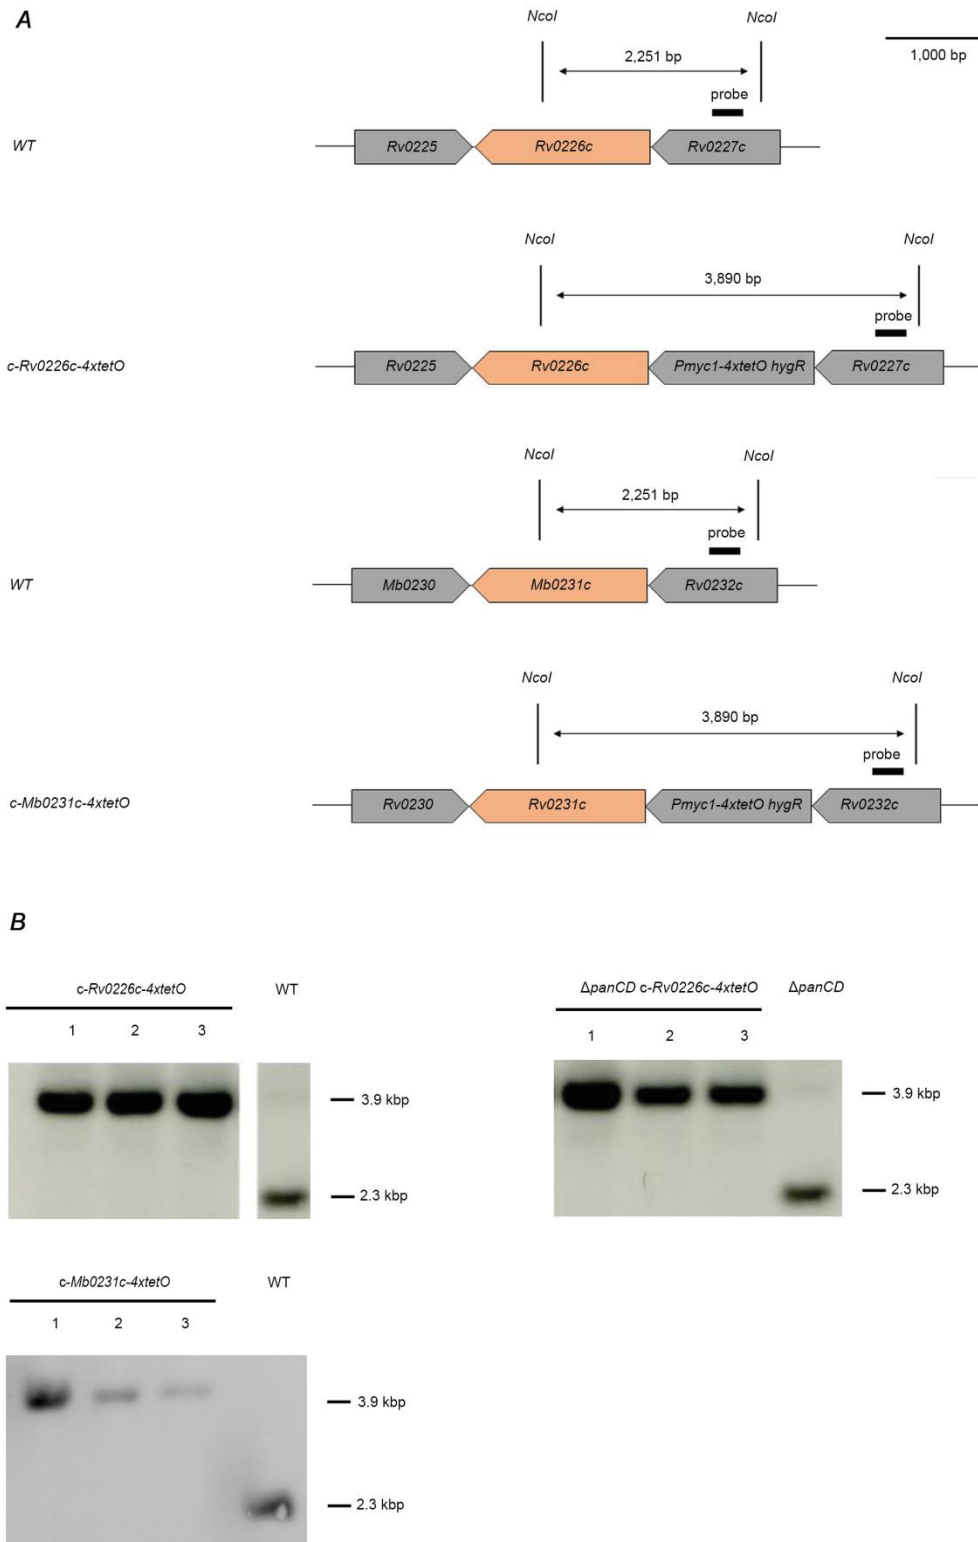 A
NcoI NcoI
2,251 bp
1,000 bp
probe
WT Rv0225 Rv0226c Rv0227c
NcoI NcoI
3,890 bp
probe
c-Rv0226c-4xtetO Rv0225 Rv0226c Pmyc1-4xtetO hygR Rv0227c
NcoI NcoI
2,251 bp
probe
WT Mb0230 Mb0231c Rv0232c
NcoI NcoI
3,890 bp
probe
c-Mb0231c-4xtetO Rv0230 Rv0231c Pmyc1-4xtetO hygR Rv0232c
B
c-Rv0226c-4xtetO WT
1 2 3
3.9 kbp
2.3 kbp
ΔpanCD c-Rv0226c-4xtetO ΔpanCD
1 2 3
3.9 kbp
2.3 kbp
c-Mb0231c-4xtetO WT
1 2 3
3.9 kbp
2.3 kbp